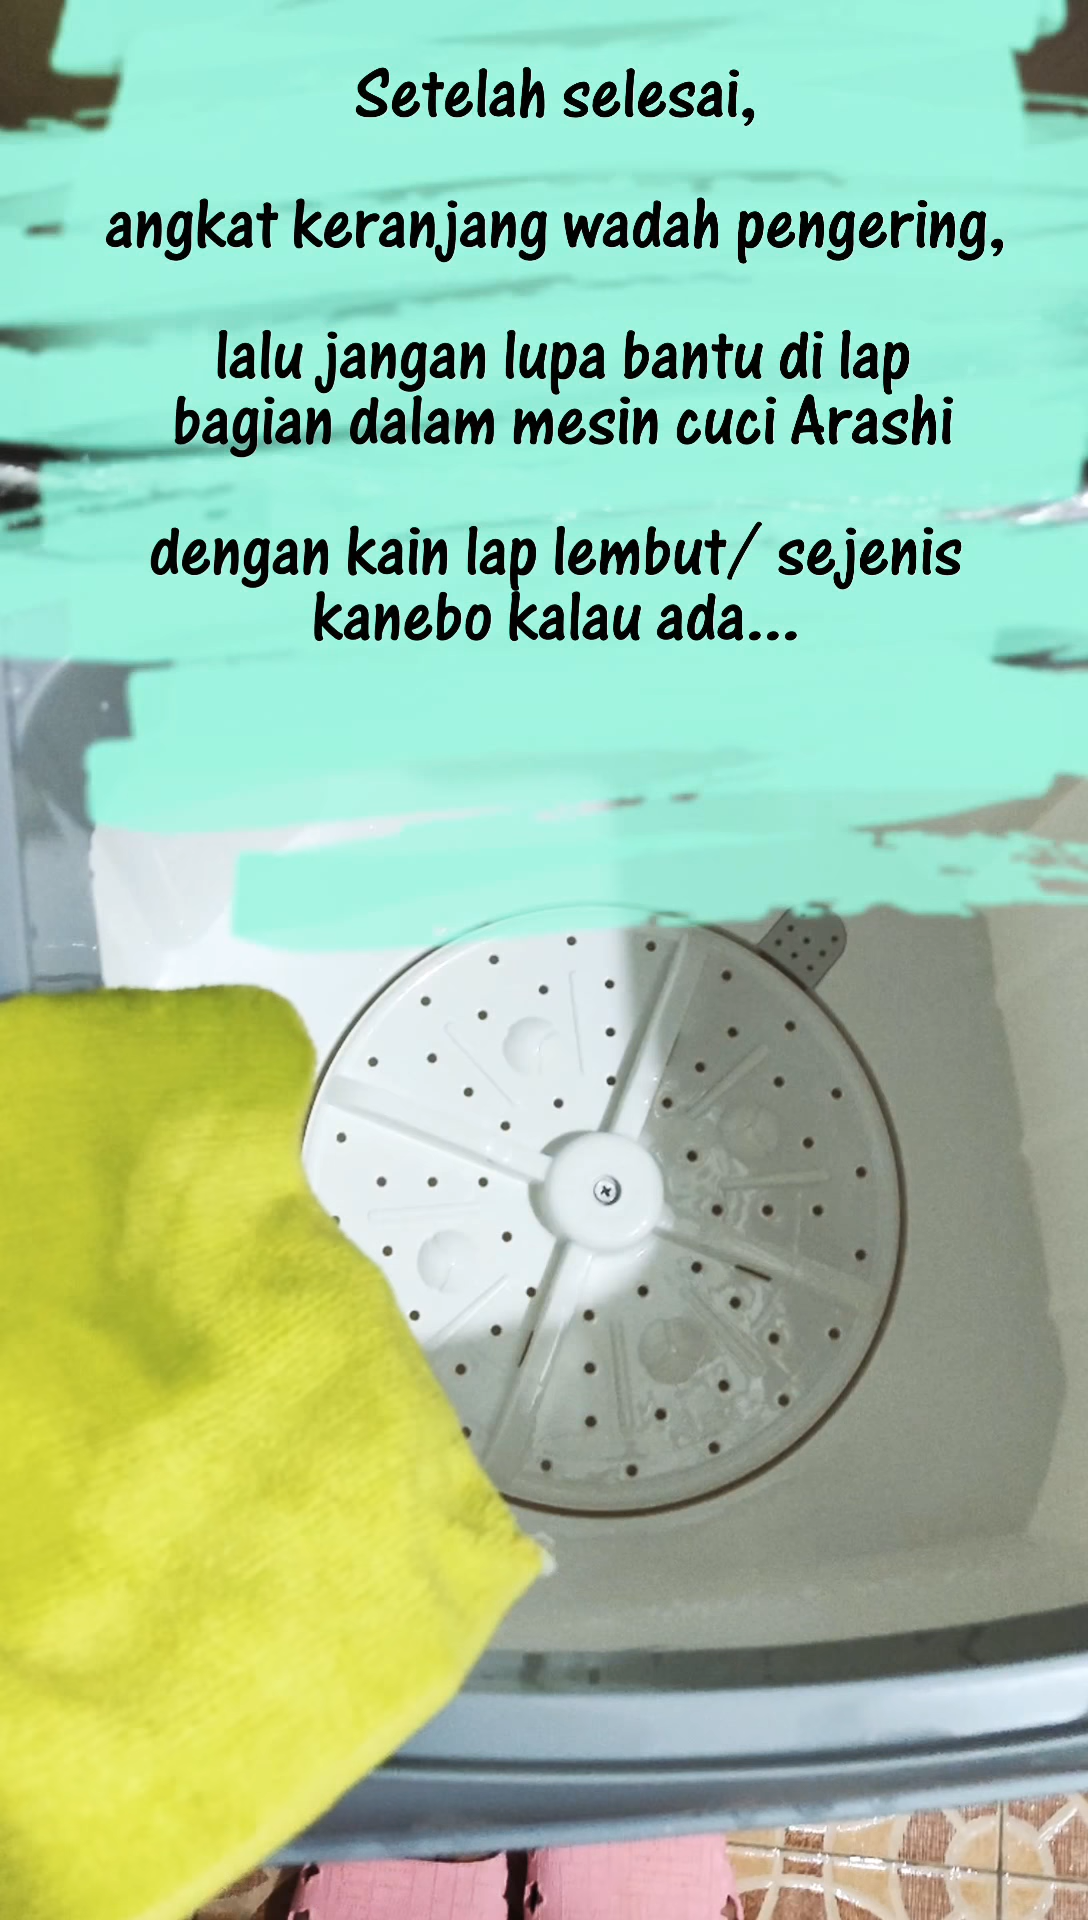 Setelah selesai,
angkat keranjang wadah pengering,
lalu jangan lupa bantu di lap
bagian dalam mesin cuci Arashi
dengan kain lap lembut/ sejenis
kanebo kalau ada...